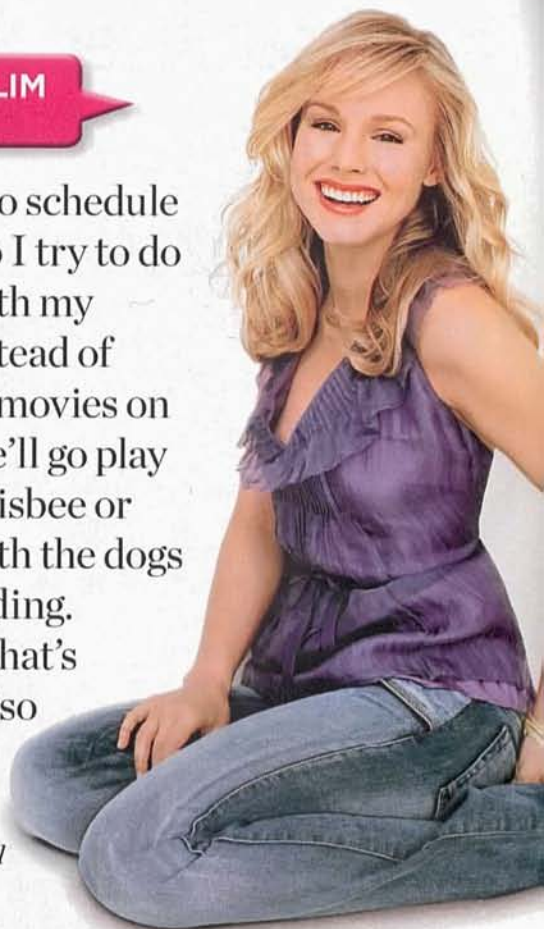 LIM
o schedule
I try to do
th my
tead of
movies on
e'll go play
isbee or
th the dogs
ding.
hat's
so